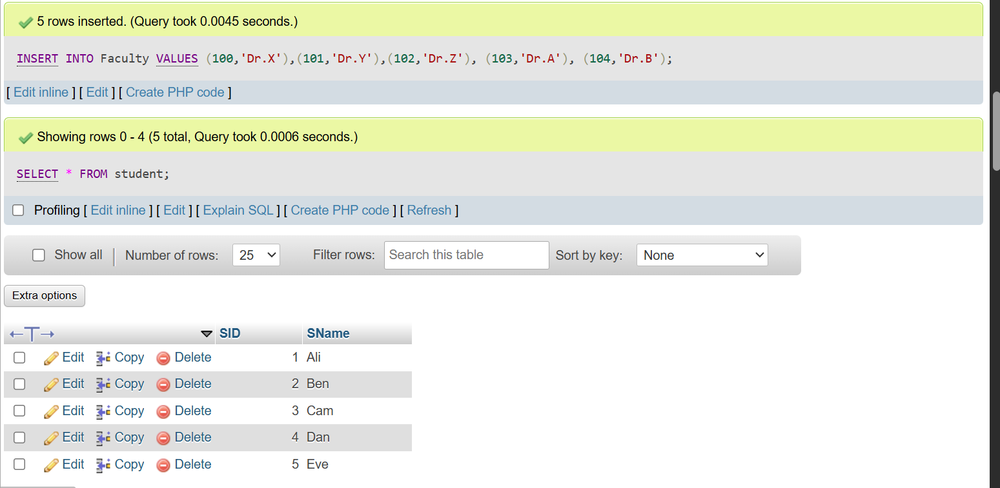 5 rows inserted. (Query took 0.0045 seconds.)
INSERT INTO Faculty VALUES (100,'Dr.X'),(101,'Dr.Y'),(102,'Dr.Z'), (103,'Dr.A'), (104,'Dr.B');
[ Edit inline ] [ Edit ] [ Create PHP code ]
Showing rows 0 - 4 (5 total, Query took 0.0006 seconds.)
SELECT * FROM student;
Profiling [ Edit inline ] [ Edit ] [ Explain SQL ] [ Create PHP code ] [ Refresh ]
Show all | Number of rows: 25 Filter rows: Search this table Sort by key: None
Extra options
SID SName
Edit Copy Delete 1 Ali
Edit Copy Delete 2 Ben
Edit Copy Delete 3 Cam
Edit Copy Delete 4 Dan
Edit Copy Delete 5 Eve